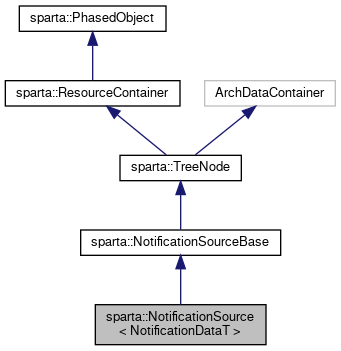 sparta::PhasedObject
sparta::ResourceContainer
ArchDataContainer
sparta::TreeNode
sparta::NotificationSourceBase
sparta::NotificationSource
< NotificationDataT >